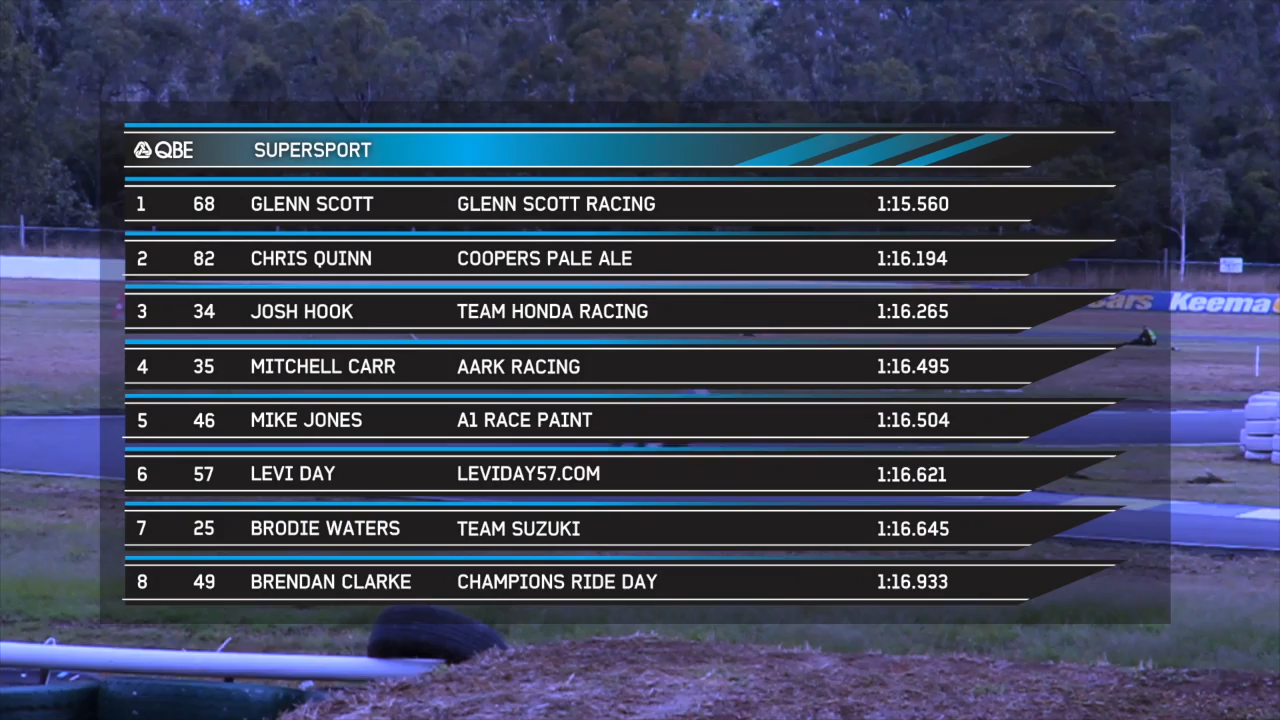 QBE SUPERSPORT
1 68 GLENN SCOTT GLENN SCOTT RACING 1:15.560
2 82 CHRIS QUINN COOPERS PALE ALE 1:16.194
3 34 JOSH HOOK TEAM HONDA RACING 1:16.265
4 35 MITCHELL CARR AARK RACING 1:16.495
5 46 MIKE JONES A1 RACE PAINT 1:16.504
6 57 LEVI DAY LEVIDAY57.COM 1:16.621
7 25 BRODIE WATERS TEAM SUZUKI 1:16.645
8 49 BRENDAN CLARKE CHAMPIONS RIDE DAY 1:16.933
Cars Keema